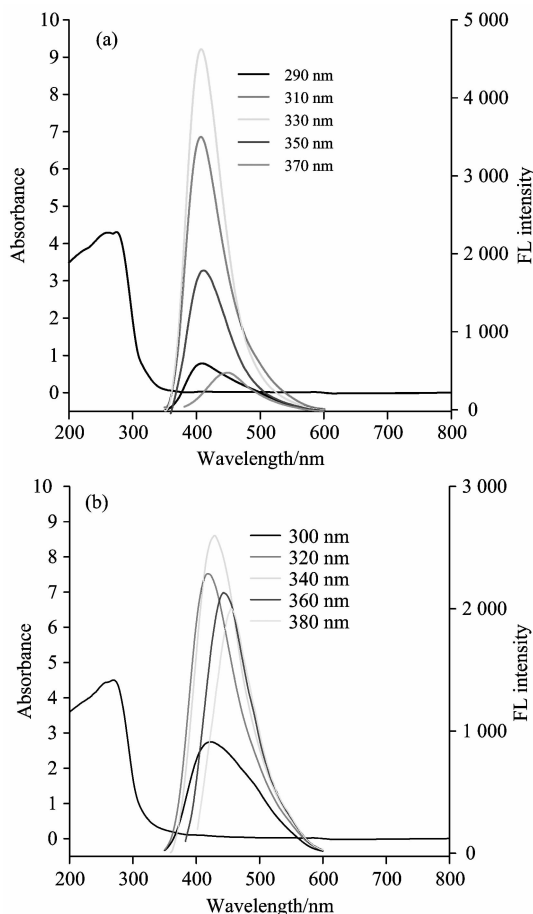 (a)
10
9
8
7
6
5
4
3
2
1
0
Absorbance
5 000
4 000
3 000
2 000
1 000
0
FL intensity
290 nm
310 nm
330 nm
350 nm
370 nm
200 300 400 500 600 700 800
Wavelength/nm
(b)
10
9
8
7
6
5
4
3
2
1
0
Absorbance
3 000
2 000
1 000
0
FL intensity
300 nm
320 nm
340 nm
360 nm
380 nm
200 300 400 500 600 700 800
Wavelength/nm